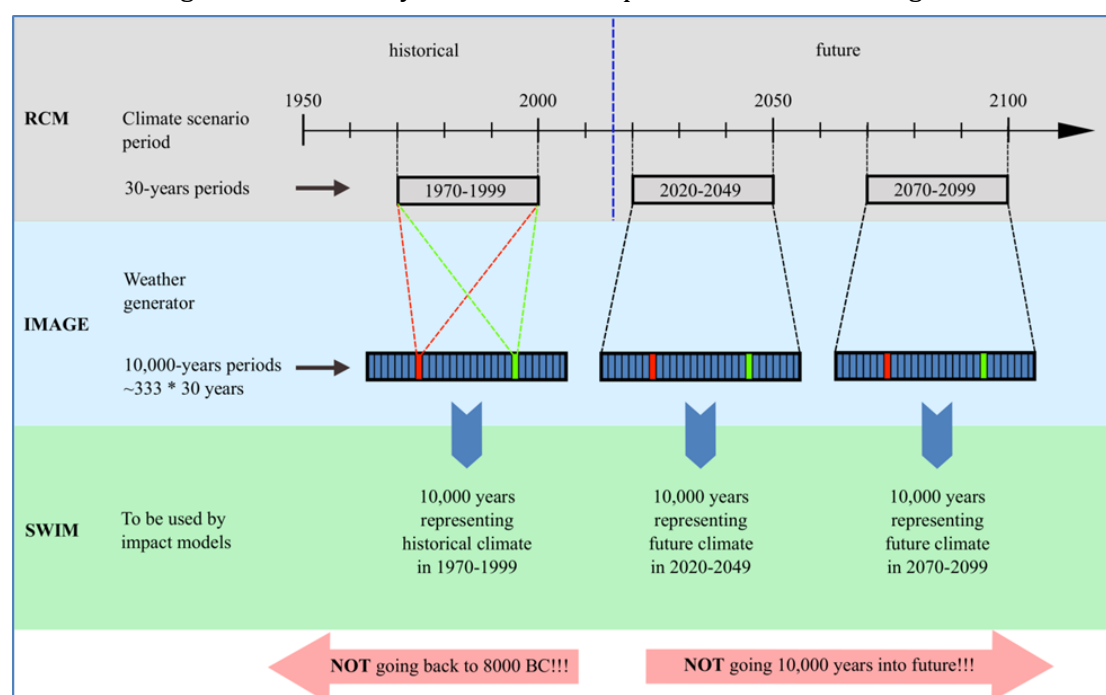 historical future
1950 2000 2050 2100
RCM
Climate scenario
period
30-years periods
1970-1999 2020-2049 2070-2099
Weather
generator
IMAGE
10,000-years periods
~333 * 30 years
10,000 years
representing
historical climate
in 1970-1999
10,000 years
representing
future climate
in 2020-2049
10,000 years
representing
future climate
in 2070-2099
SWIM
To be used by
impact models
NOT going back to 8000 BC!!!
NOT going 10,000 years into future!!!